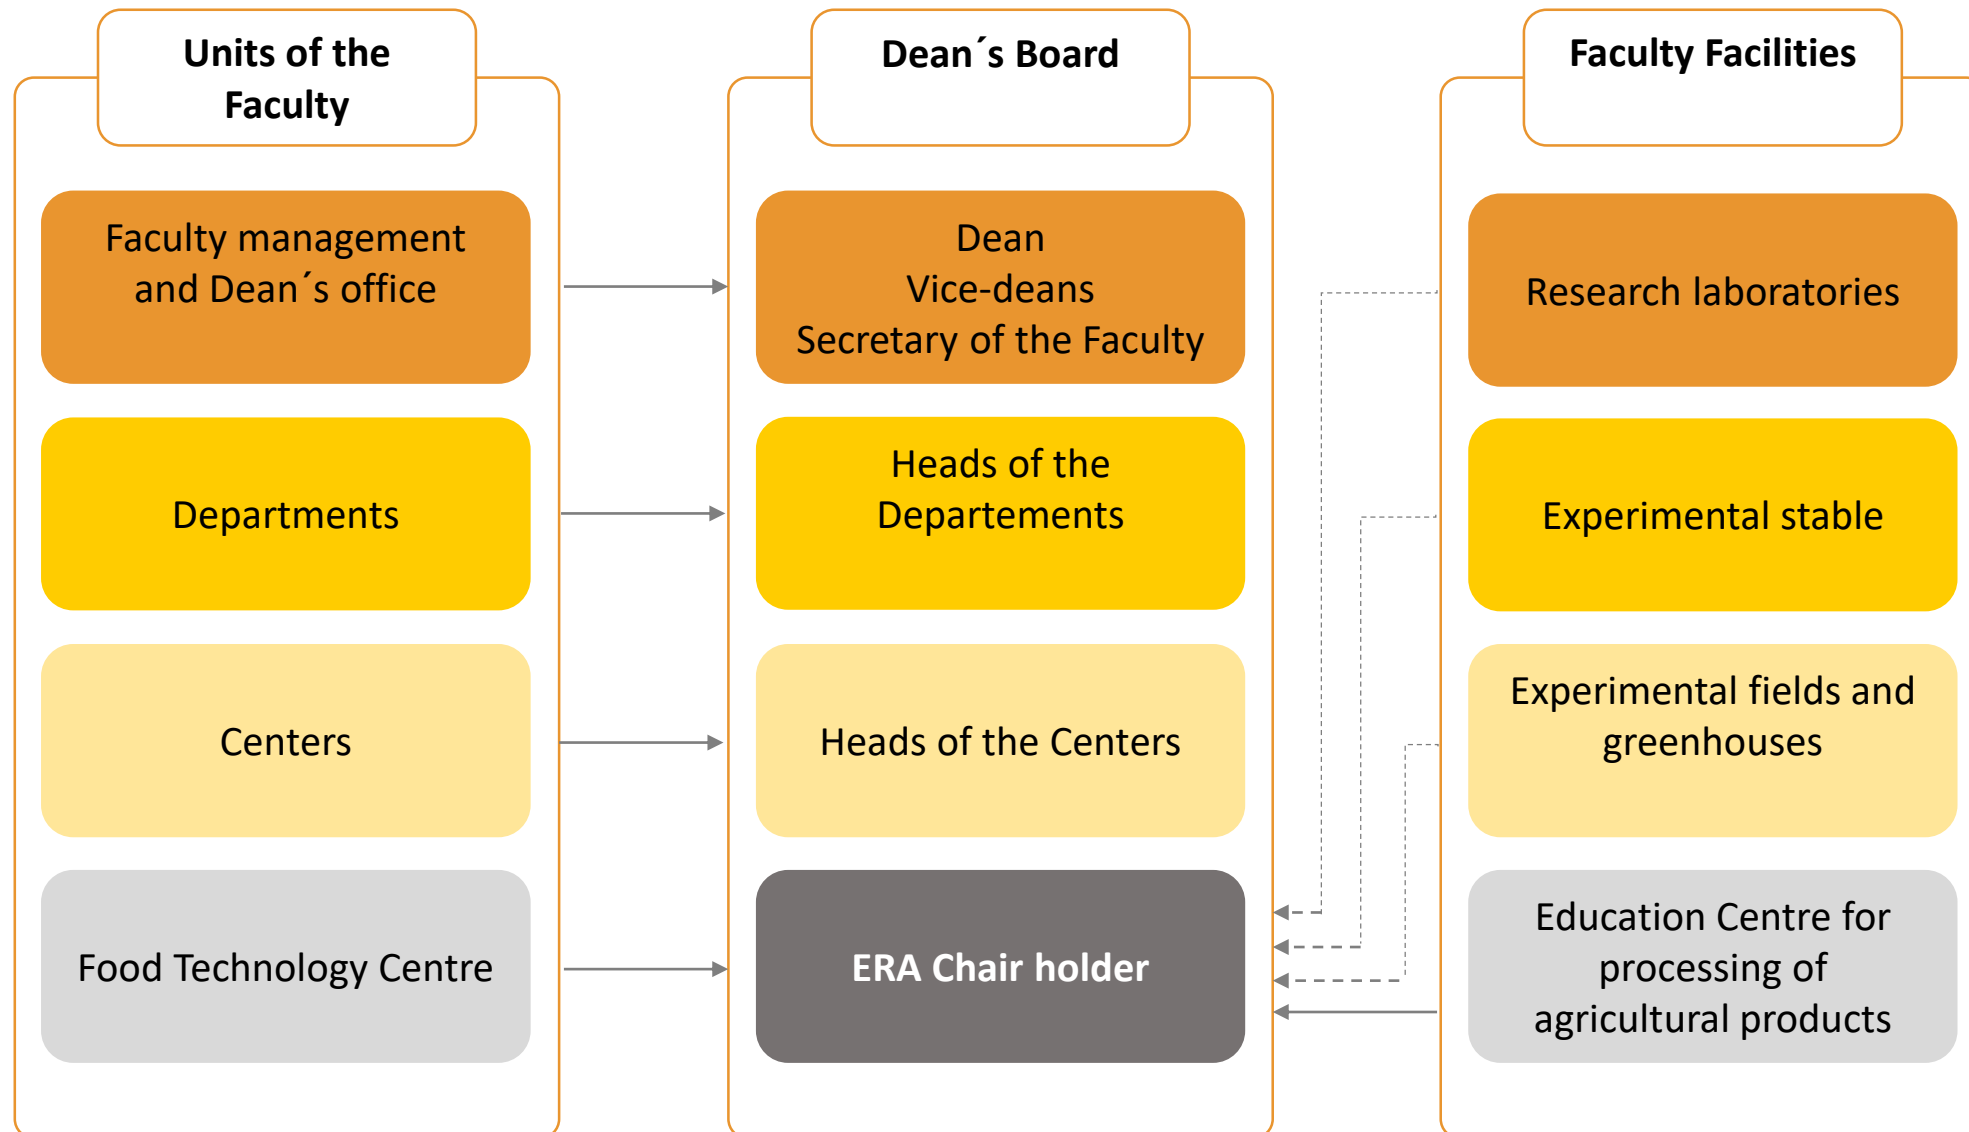 Units of the
Faculty
Faculty management
and Dean´s office
Departments
Centers
Food Technology Centre
Dean´s Board
Dean
Vice-deans
Secretary of the Faculty
Heads of the
Departements
Heads of the Centers
ERA Chair holder
Faculty Facilities
Research laboratories
Experimental stable
Experimental fields and
greenhouses
Education Centre for
processing of
agricultural products